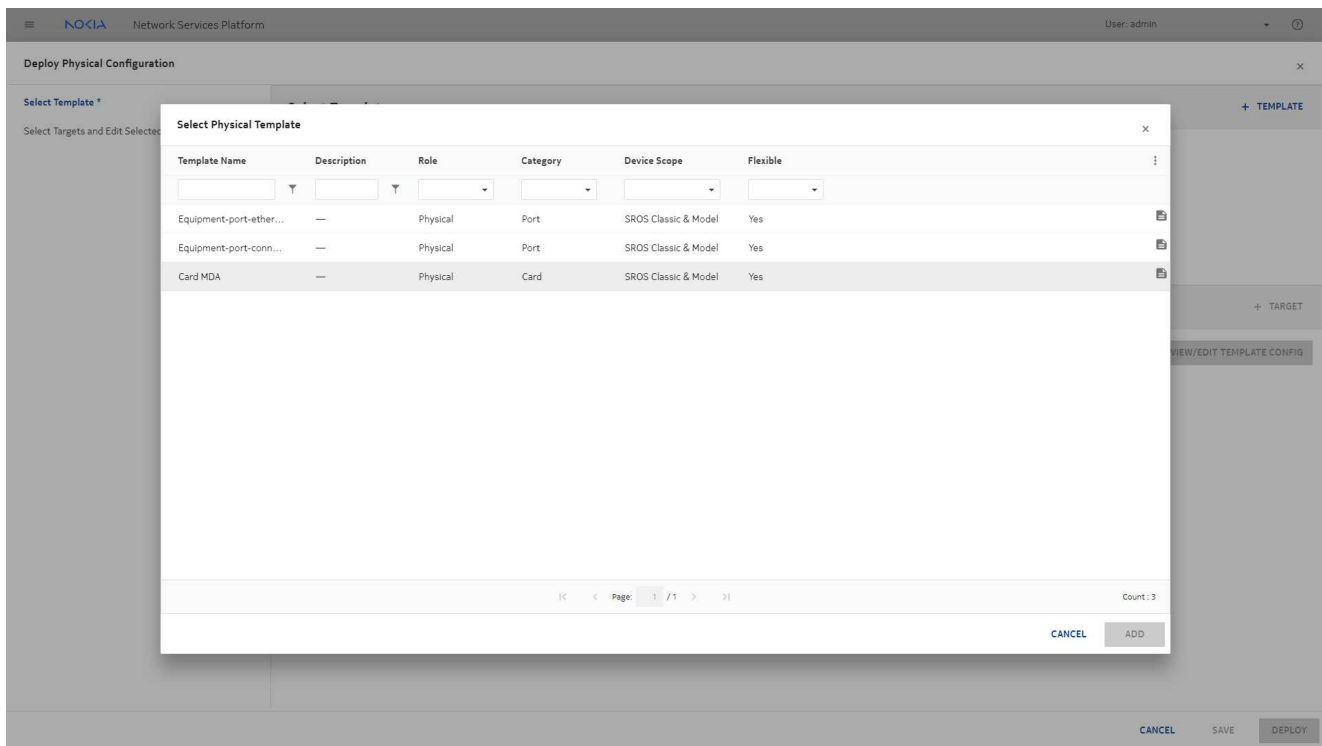 NOKIA Network Services Platform User: admin
Deploy Physical Configuration
Select Template *
+ TEMPLATE
Select Targets and Edit Selected
Select Physical Template
Template Name Description Role Category Device Scope Flexible
Equipment-port-ether... — Physical Port SROS Classic & Model Yes
Equipment-port-conn... — Physical Port SROS Classic & Model Yes
Card MDA — Physical Card SROS Classic & Model Yes
+ TARGET
VIEW/EDIT TEMPLATE CONFIG
Page: 1 / 1 Count : 3
CANCEL ADD
CANCEL SAVE DEPLOY